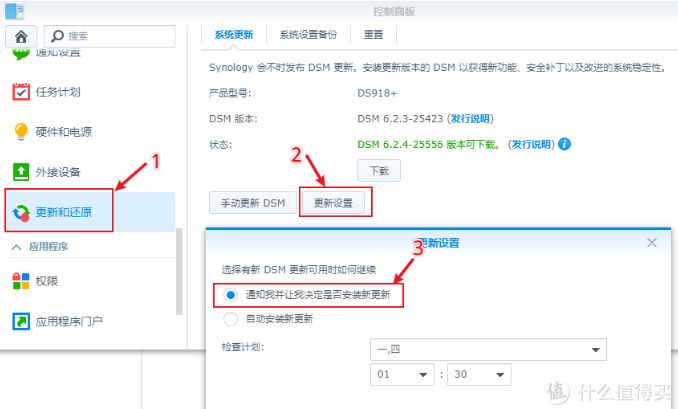 控制面板
搜索
系统更新 系统设置备份 重置
通知设置
Synology 会不时发布 DSM 更新。安装更新版本的 DSM 以获得新功能、安全补丁以及改进的系统稳定性。
任务计划
产品型号: DS918+
硬件和电源
DSM 版本: DSM 6.2.3-25423 (发行说明)
状态: DSM 6.2.4-25556 版本可下载。 (发行说明)
1
2
外接设备
下载
更新和还原
手动更新 DSM 更新设置
应用程序
更新设置
3
选择有新 DSM 更新可用时如何继续
权限
通知我并让我决定是否安装新更新
应用程序门户
自动安装新更新
检查计划: 一,四
01 : 30
值 什么值得买